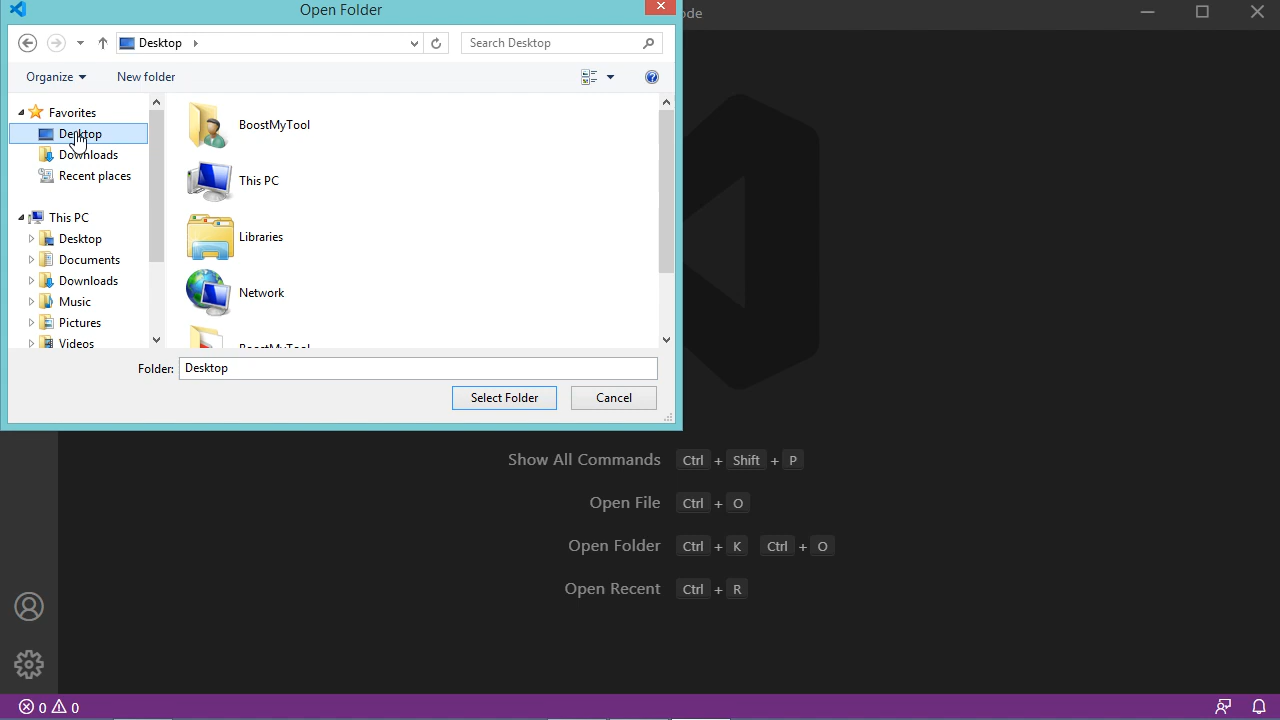 Open Folder
ode
Desktop
Search Desktop
Organize
New folder
Favorites
Desktop
Downloads
Recent places
This PC
Desktop
Documents
Downloads
Music
Pictures
Videos
BoostMyTool
This PC
Libraries
Network
BoostMyTool
Folder: Desktop
Select Folder
Cancel
Show All Commands Ctrl + Shift + P
Open File Ctrl + O
Open Folder Ctrl + K Ctrl + O
Open Recent Ctrl + R
0 0